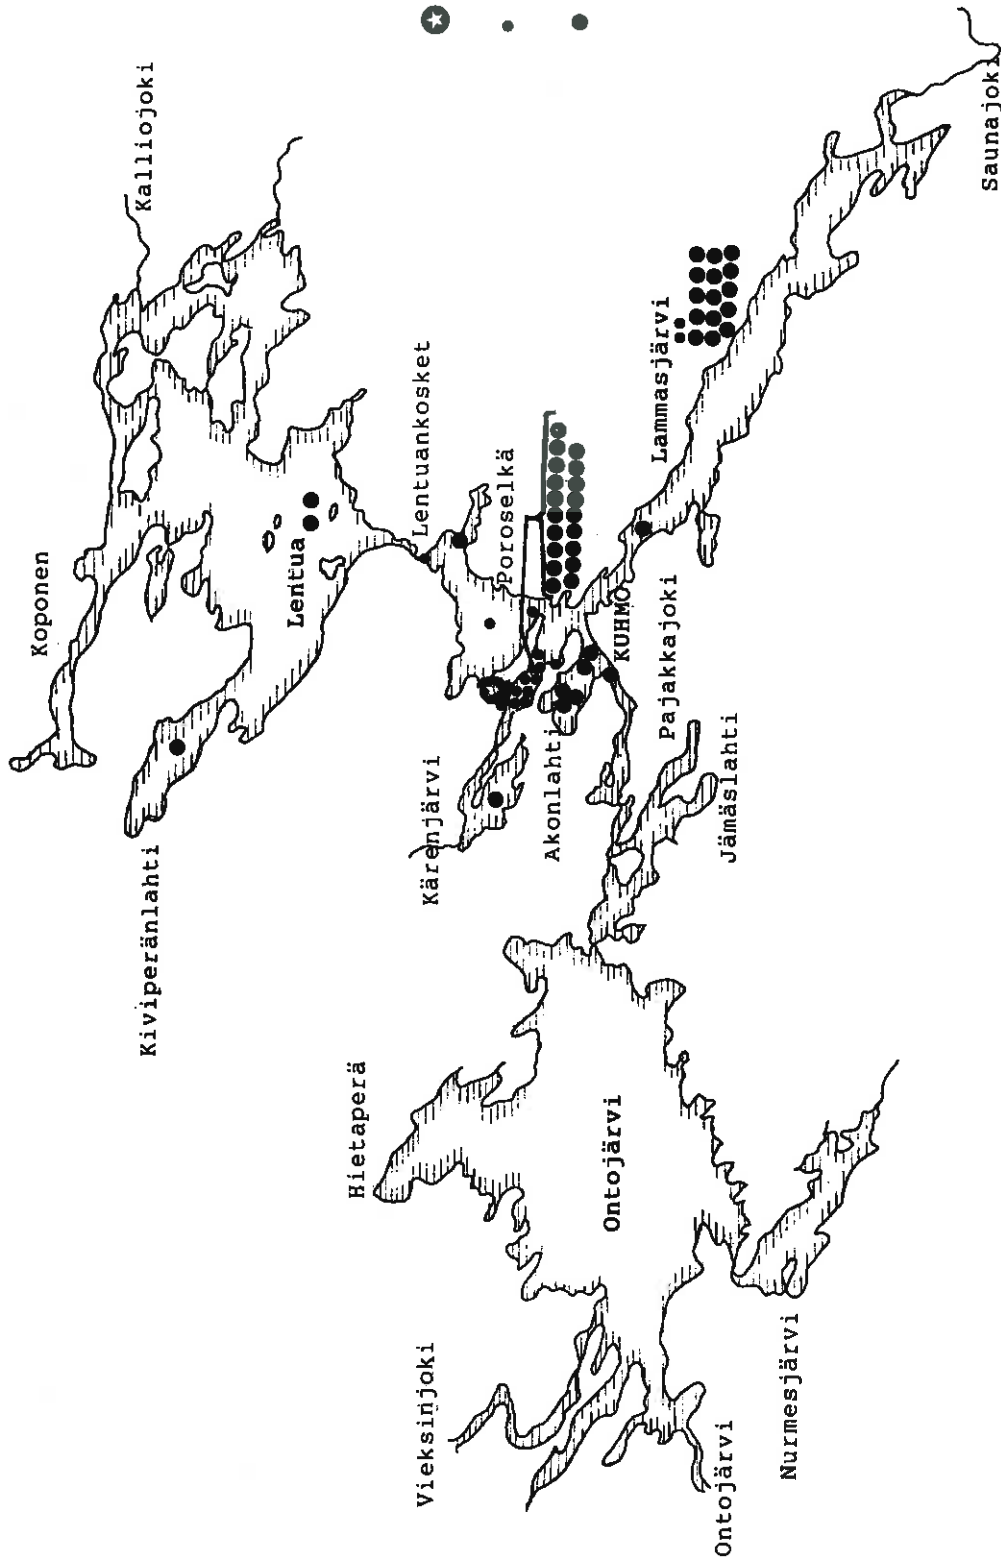 Koponen
Kalliojoki
Kiviperänlahti
Lentua
Lentuankosket
Poroselkä
Kärenjärvi
Akonlahti
KUHMO
Pajakkajoki
Jämäslahti
Lammasjärvi
Saunajoki
Hietaperä
Ontojärvi
Vieksinjoki
Ontojärvi
Nurmesjärvi